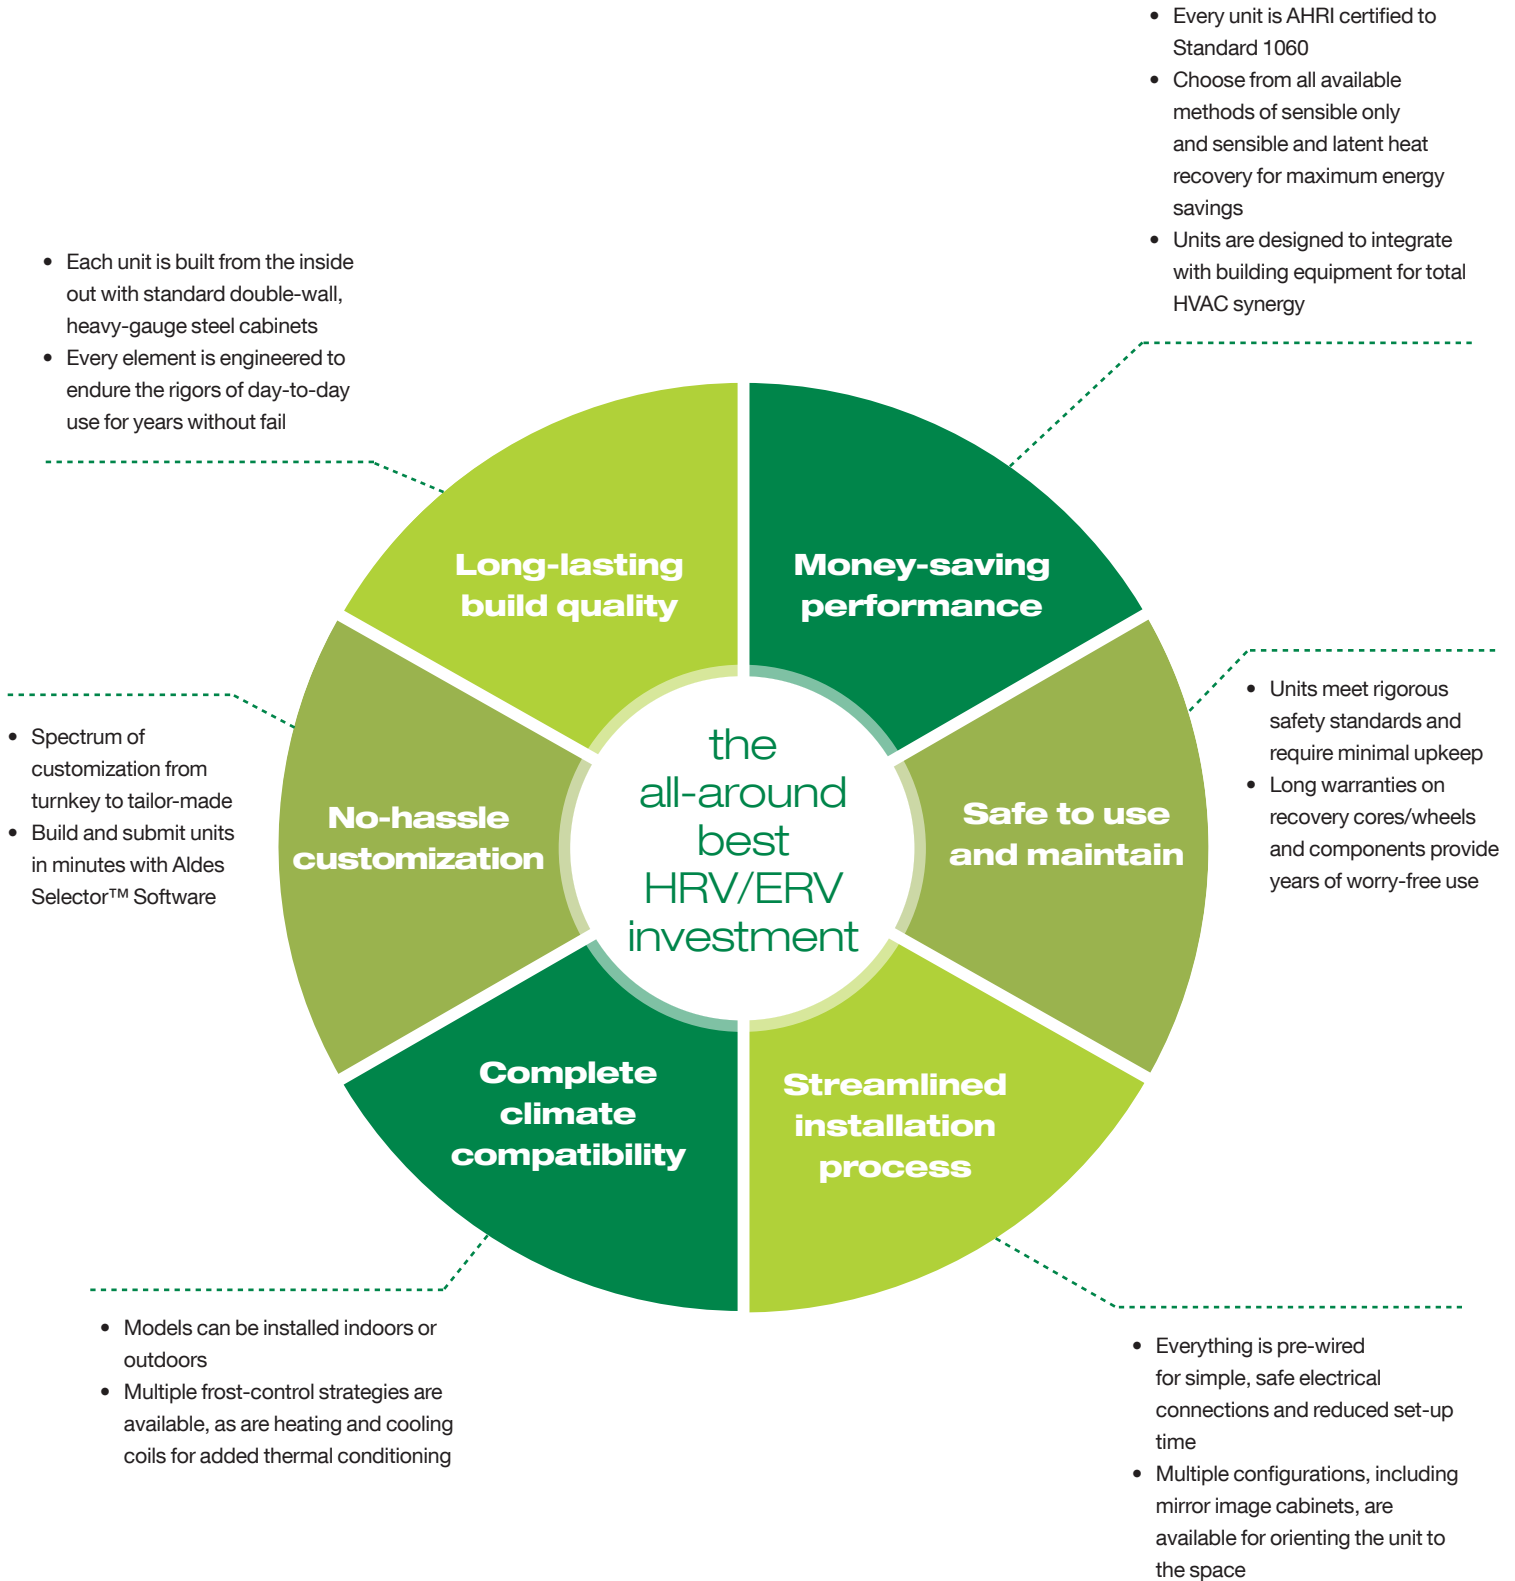 • Every unit is AHRI certified to
Standard 1060
• Choose from all available
methods of sensible only
and sensible and latent heat
recovery for maximum energy
savings
• Units are designed to integrate
with building equipment for total
HVAC synergy
• Each unit is built from the inside
out with standard double-wall,
heavy-gauge steel cabinets
• Every element is engineered to
endure the rigors of day-to-day
use for years without fail
Long-lasting
build quality
Money-saving
performance
• Spectrum of
customization from
turnkey to tailor-made
• Build and submit units
in minutes with Aldes
Selector™ Software
No-hassle
customization
the
all-around
best
HRV/ERV
investment
Safe to use
and maintain
• Units meet rigorous
safety standards and
require minimal upkeep
• Long warranties on
recovery cores/wheels
and components provide
years of worry-free use
Complete
climate
compatibility
Streamlined
installation
process
• Models can be installed indoors or
outdoors
• Multiple frost-control strategies are
available, as are heating and cooling
coils for added thermal conditioning
• Everything is pre-wired
for simple, safe electrical
connections and reduced set-up
time
• Multiple configurations, including
mirror image cabinets, are
available for orienting the unit to
the space